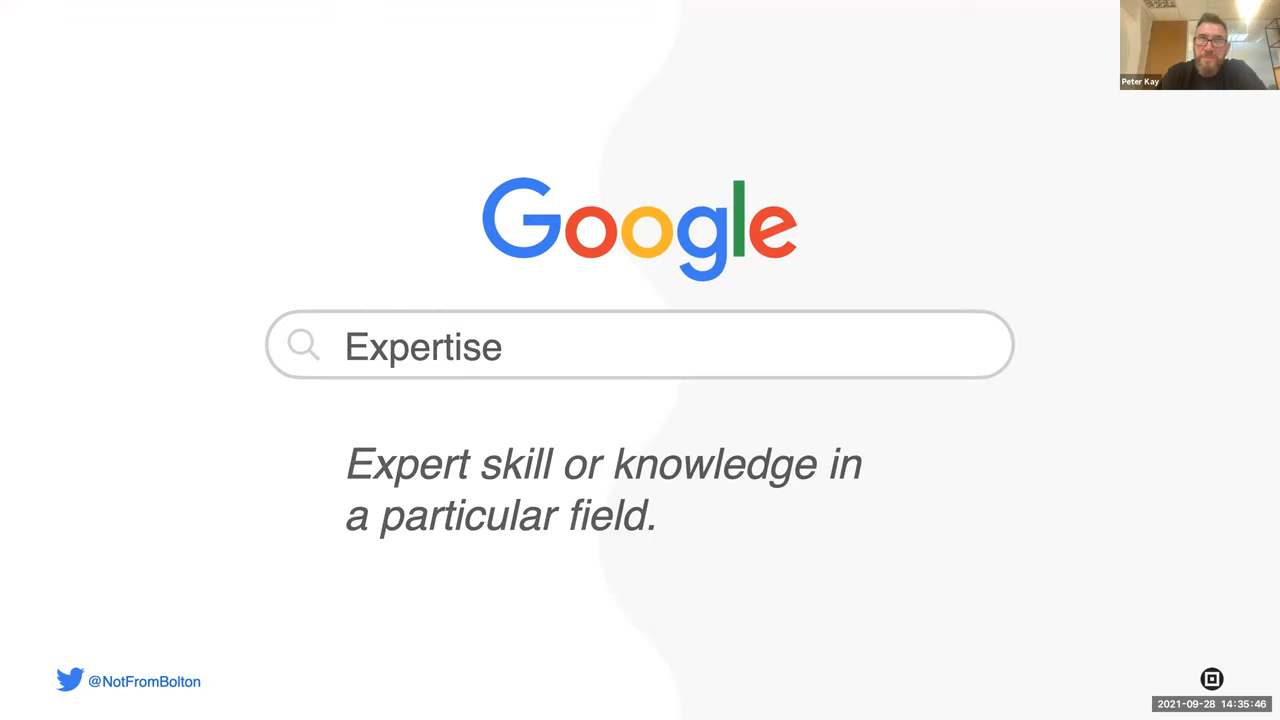 Peter Kay
Google
Expertise
Expert skill or knowledge in
a particular field.
@NotFromBolton
2021-09-28 14:35:46